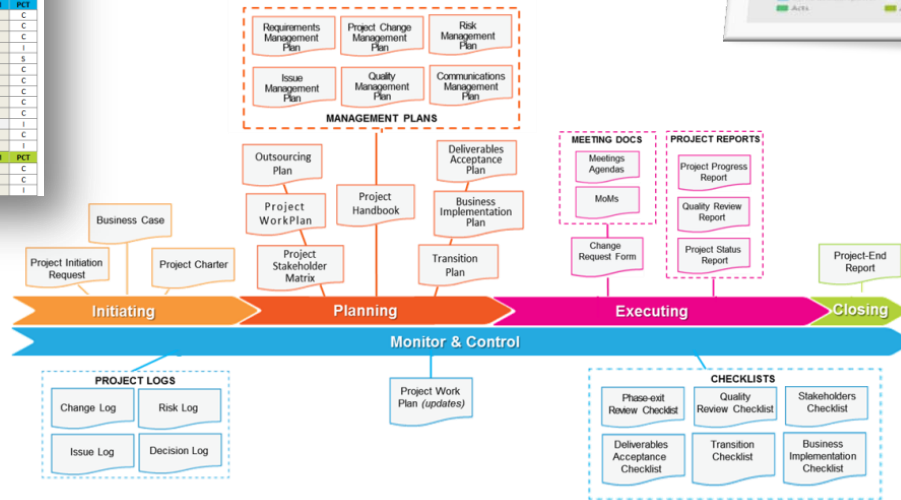 PCT
C
C
C
I
S
C
C
C
C
C
I
C
I
PCT
C
C
I
Acts
Requirements
Management
Plan
Project Change
Management
Plan
Risk
Management
Plan
Issue
Management
Plan
Quality
Management
Plan
Communications
Management
Plan
MANAGEMENT PLANS
Outsourcing
Plan
Project
WorkPlan
Project
Stakeholder
Matrix
Project
Handbook
Deliverables
Acceptance
Plan
Business
Implementation
Plan
Transition
Plan
MEETING DOCS
Meetings
Agendas
MoMs
Change
Request Form
PROJECT REPORTS
Project Progress
Report
Quality Review
Report
Project Status
Report
Business Case
Project Initiation
Request
Project Charter
Project-End
Report
Initiating
Planning
Executing
Closing
Monitor & Control
PROJECT LOGS
Change Log
Risk Log
Issue Log
Decision Log
Project Work
Plan (updates)
CHECKLISTS
Phase-exit
Review Checklist
Quality
Review Checklist
Stakeholders
Checklist
Deliverables
Acceptance
Checklist
Transition
Checklist
Business
Implementation
Checklist